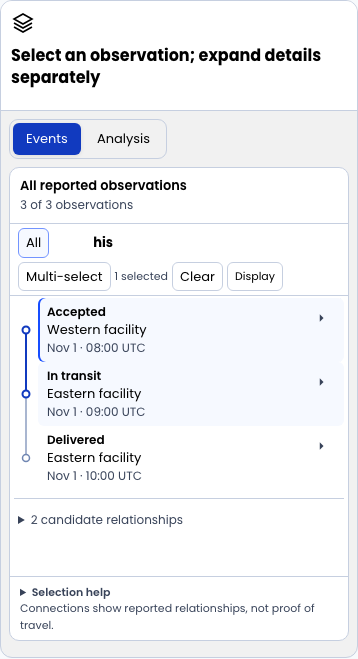 Select an observation; expand details
separately
Events Analysis
All reported observations
3 of 3 observations
All his
Multi-select 1 selected Clear Display
Accepted
Western facility
Nov 1 · 08:00 UTC
In transit
Eastern facility
Nov 1 · 09:00 UTC
Delivered
Eastern facility
Nov 1 · 10:00 UTC
2 candidate relationships
Selection help
Connections show reported relationships, not proof of
travel.